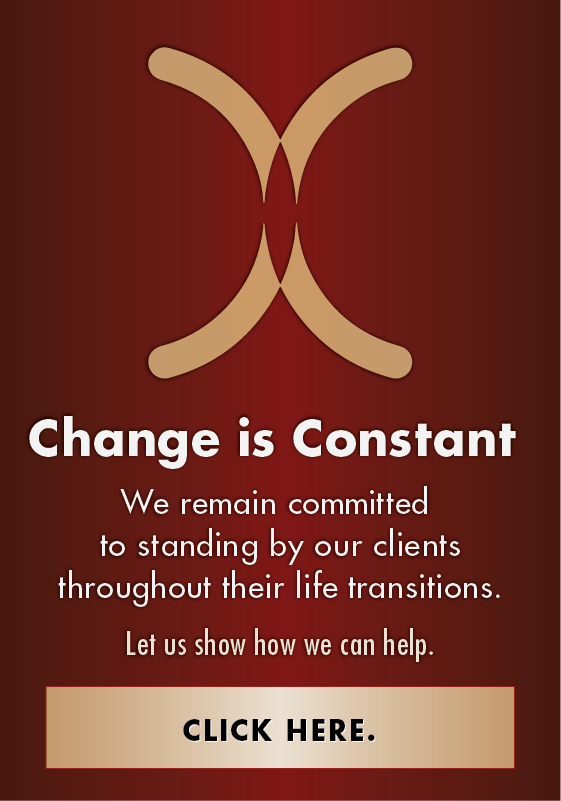 Change is Constant
We remain committed
to standing by our clients
throughout their life transitions.
Let us show how we can help.
CLICK HERE.